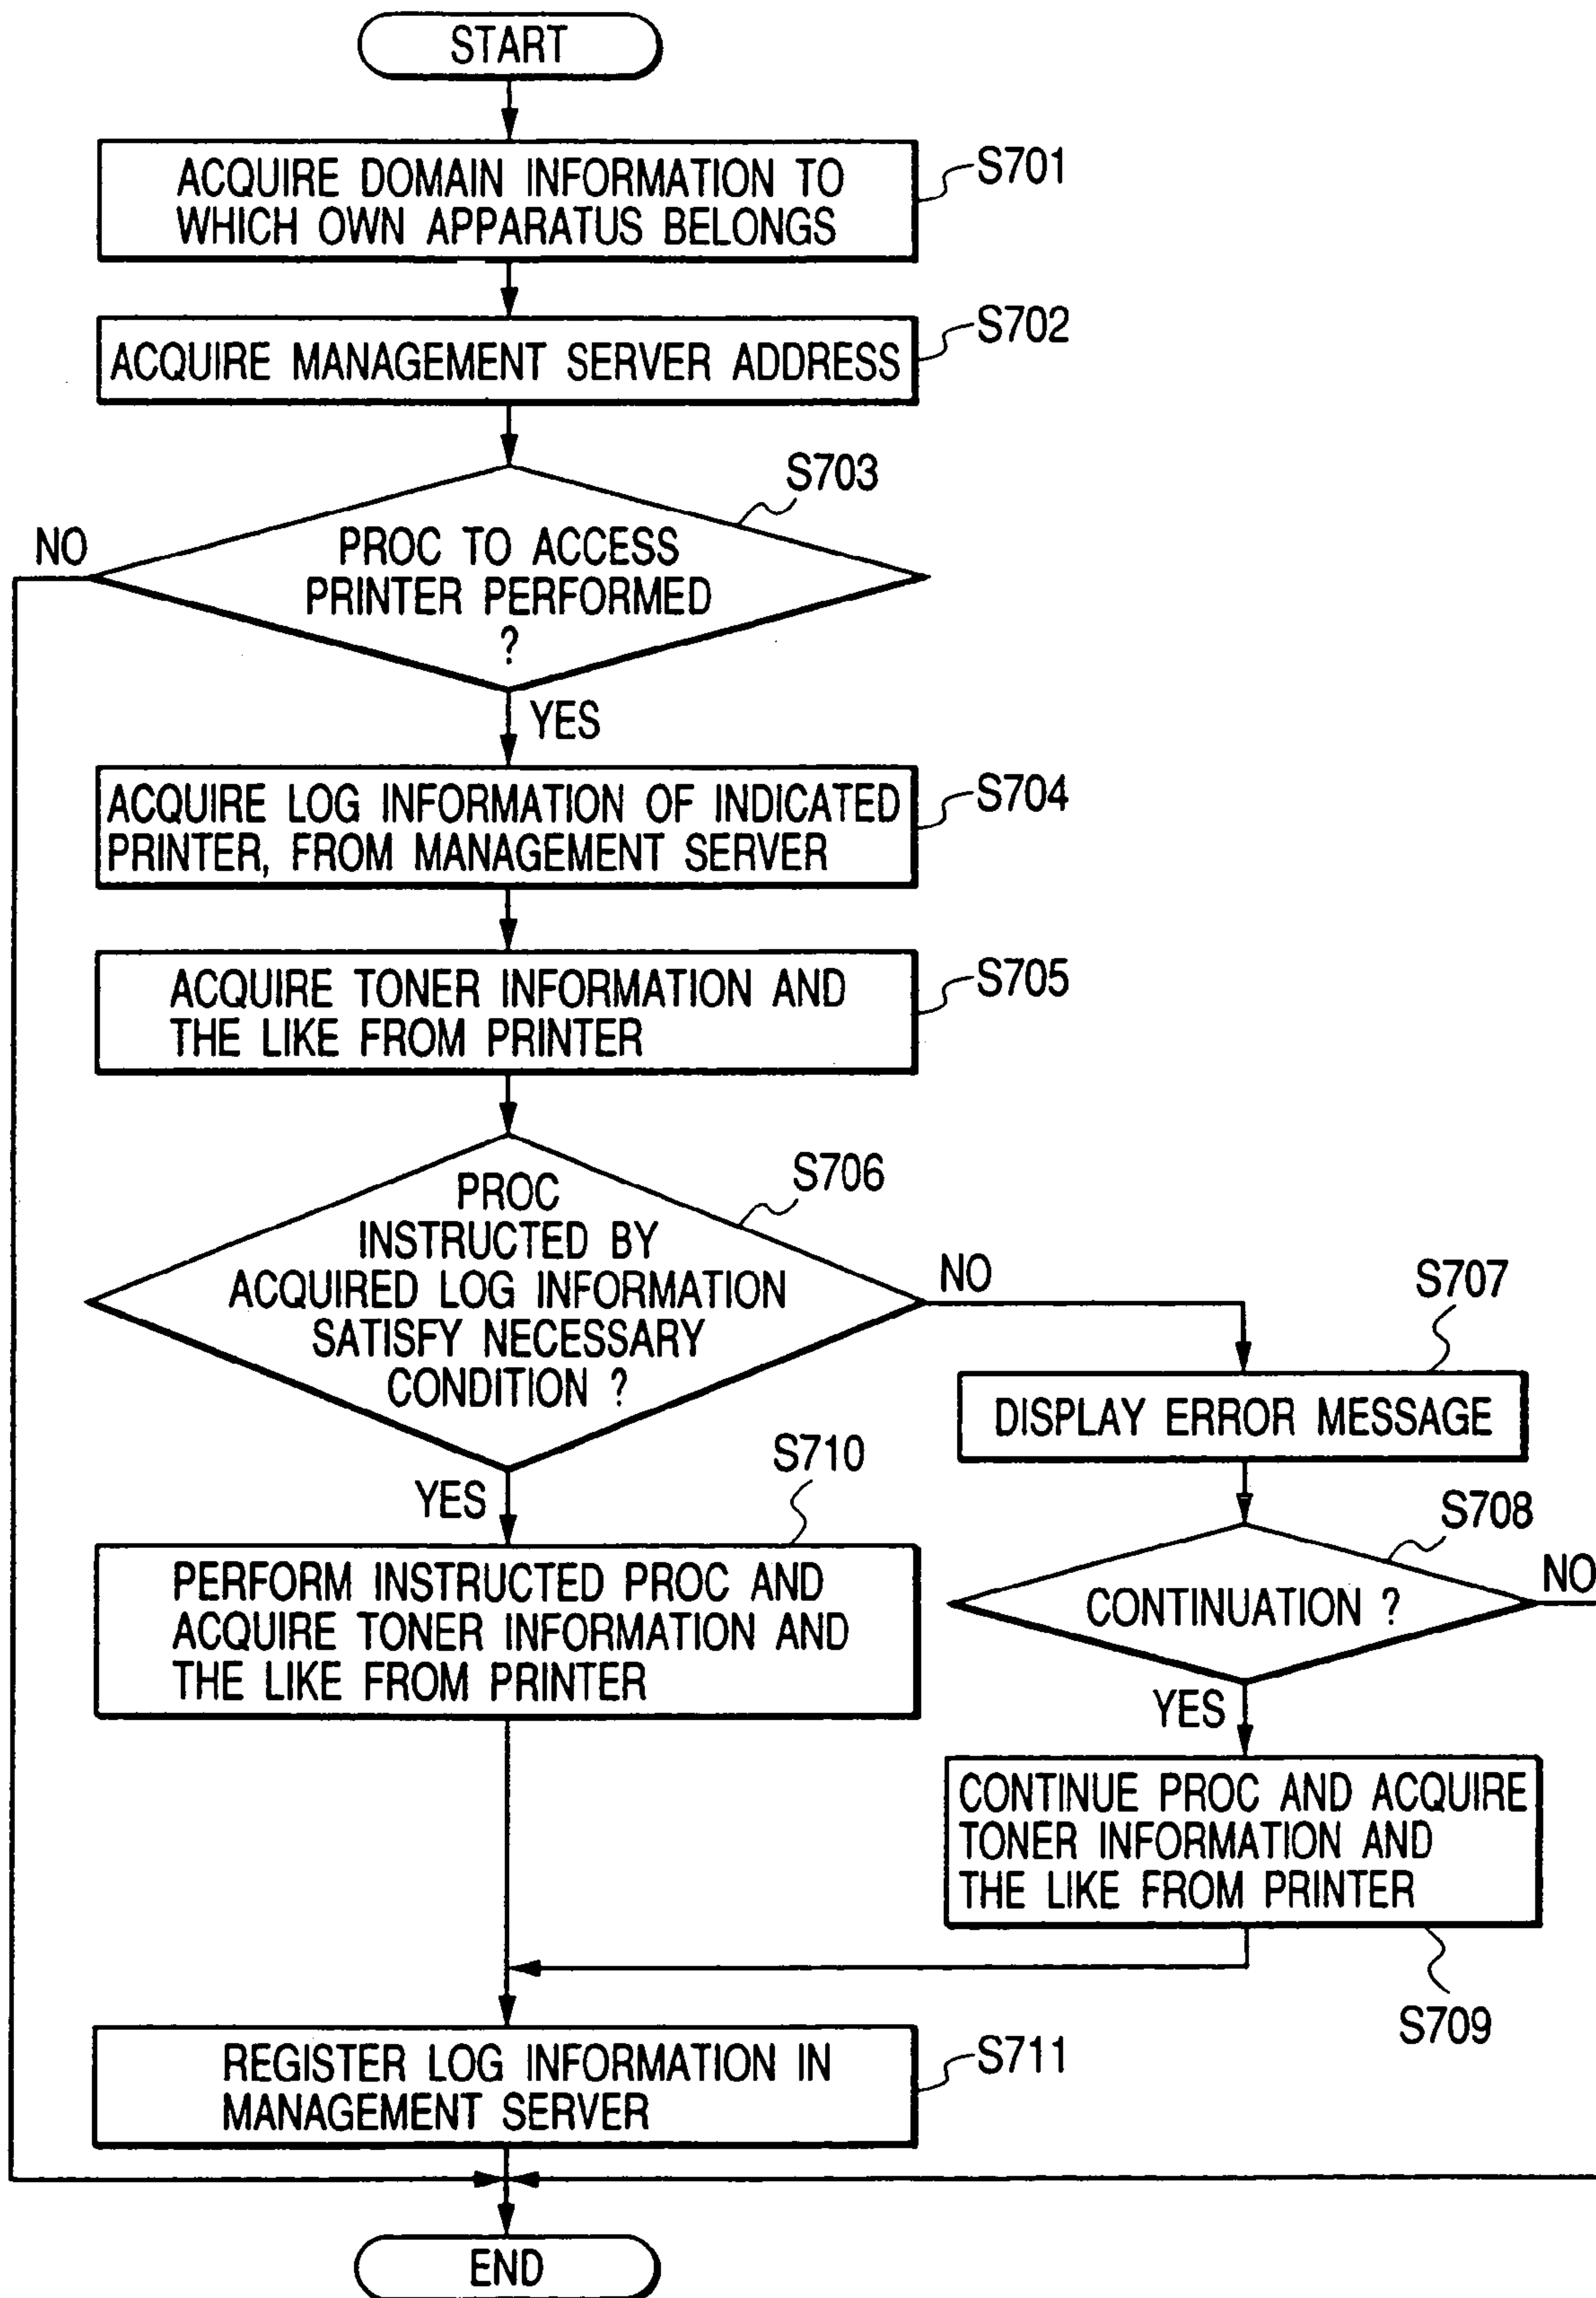 START
ACQUIRE DOMAIN INFORMATION TO
WHICH OWN APPARATUS BELONGS
S701
ACQUIRE MANAGEMENT SERVER ADDRESS
S702
S703
NO
PROC TO ACCESS
PRINTER PERFORMED
?
YES
ACQUIRE LOG INFORMATION OF INDICATED
PRINTER, FROM MANAGEMENT SERVER
S704
ACQUIRE TONER INFORMATION AND
THE LIKE FROM PRINTER
S705
S706
PROC
INSTRUCTED BY
ACQUIRED LOG INFORMATION
SATISFY NECESSARY
CONDITION ?
NO
S707
DISPLAY ERROR MESSAGE
YES
S710
S708
PERFORM INSTRUCTED PROC AND
ACQUIRE TONER INFORMATION AND
THE LIKE FROM PRINTER
CONTINUATION ?
NO
YES
CONTINUE PROC AND ACQUIRE
TONER INFORMATION AND
THE LIKE FROM PRINTER
S709
REGISTER LOG INFORMATION IN
MANAGEMENT SERVER
S711
END